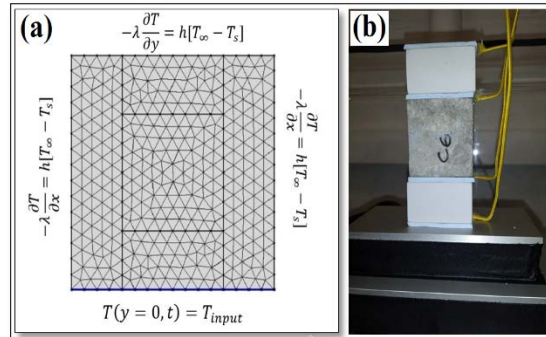 (a)
−λ ∂T/∂y = h[T∞ − Ts]
−λ ∂T/∂x = h[T∞ − Ts]
−λ ∂T/∂x = h[T∞ − Ts]
T(y = 0, t) = Tinput
(b)
C6